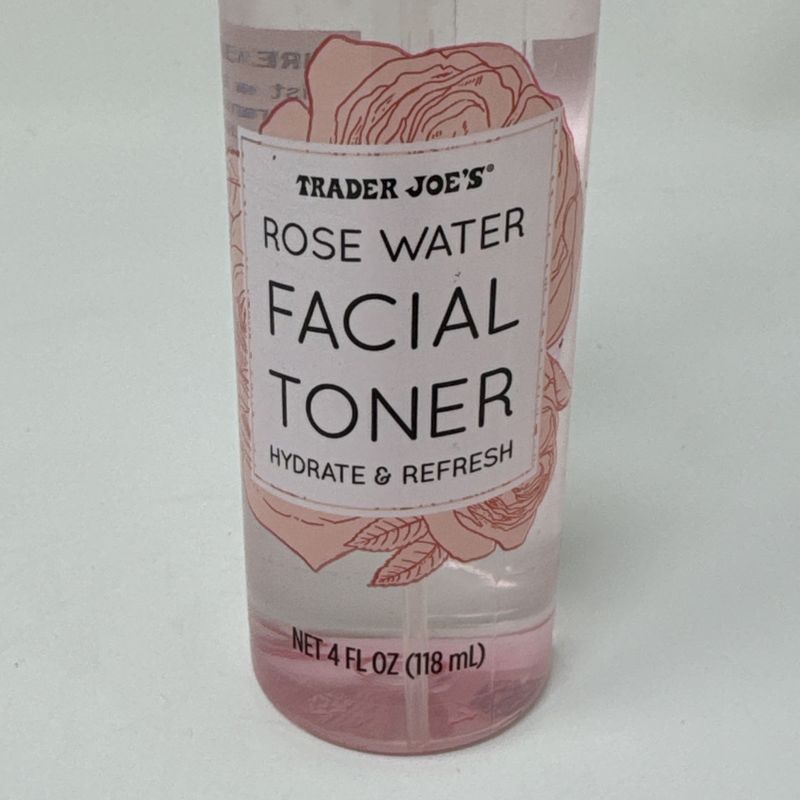 TRADER JOE'S®
ROSE WATER
FACIAL
TONER
HYDRATE & REFRESH
NET 4 FL OZ (118 mL)